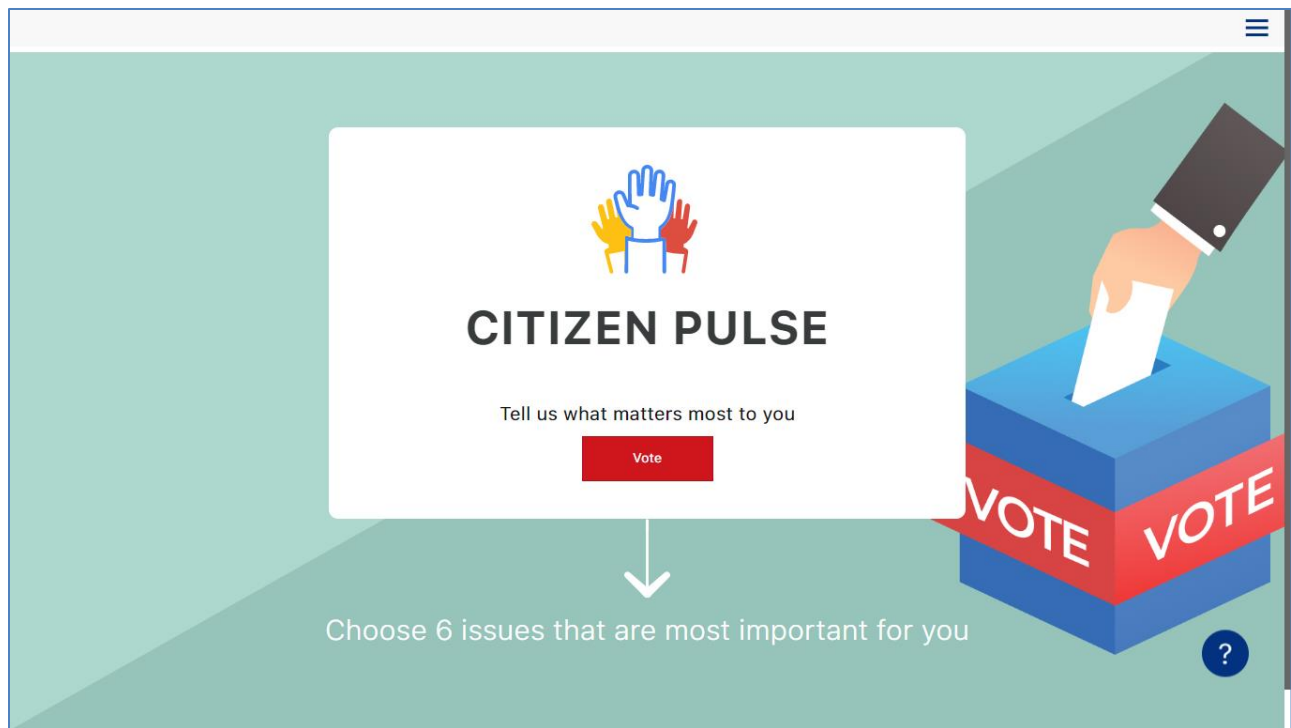 CITIZEN PULSE
Tell us what matters most to you
Vote
VOTE
VOTE
Choose 6 issues that are most important for you
?